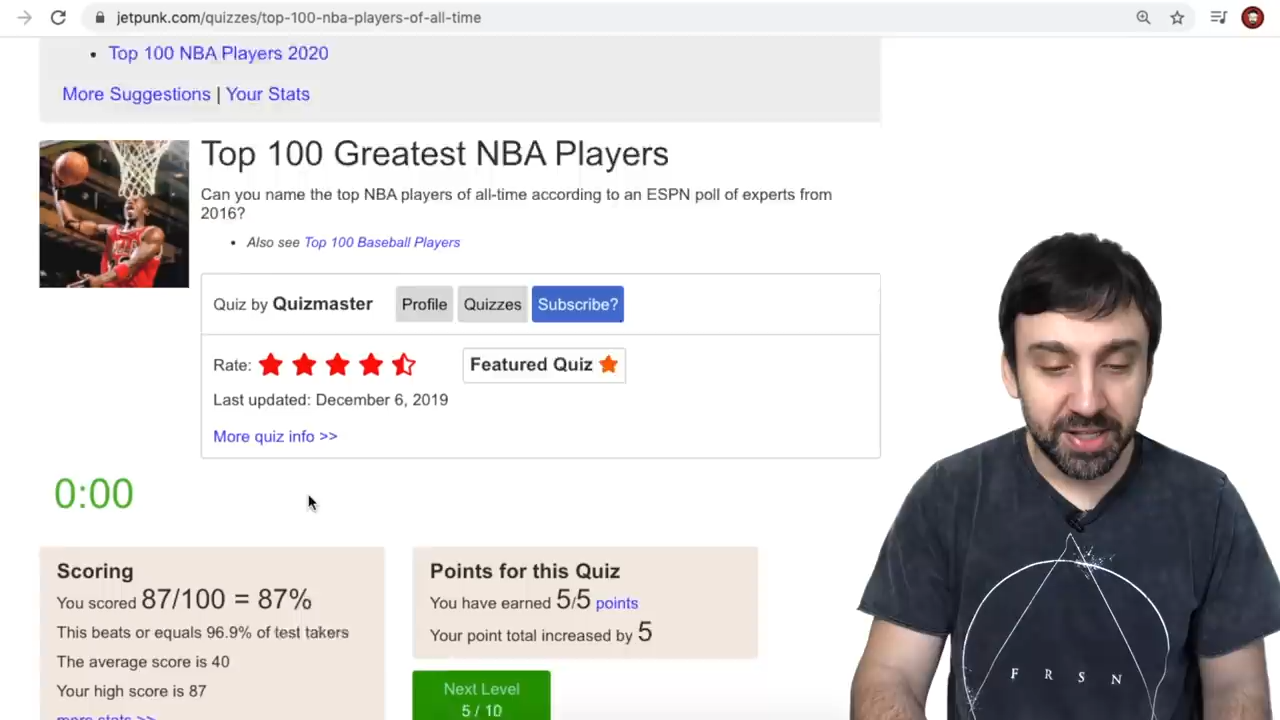 jetpunk.com/quizzes/top-100-nba-players-of-all-time
Top 100 NBA Players 2020
More Suggestions | Your Stats
Top 100 Greatest NBA Players
Can you name the top NBA players of all-time according to an ESPN poll of experts from
2016?
Also see Top 100 Baseball Players
Quiz by Quizmaster Profile Quizzes Subscribe?
Rate: Featured Quiz
Last updated: December 6, 2019
More quiz info >>
0:00
Scoring
You scored 87/100 = 87%
This beats or equals 96.9% of test takers
The average score is 40
Your high score is 87
more stats >>
Points for this Quiz
You have earned 5/5 points
Your point total increased by 5
Next Level
5 / 10
F R S N